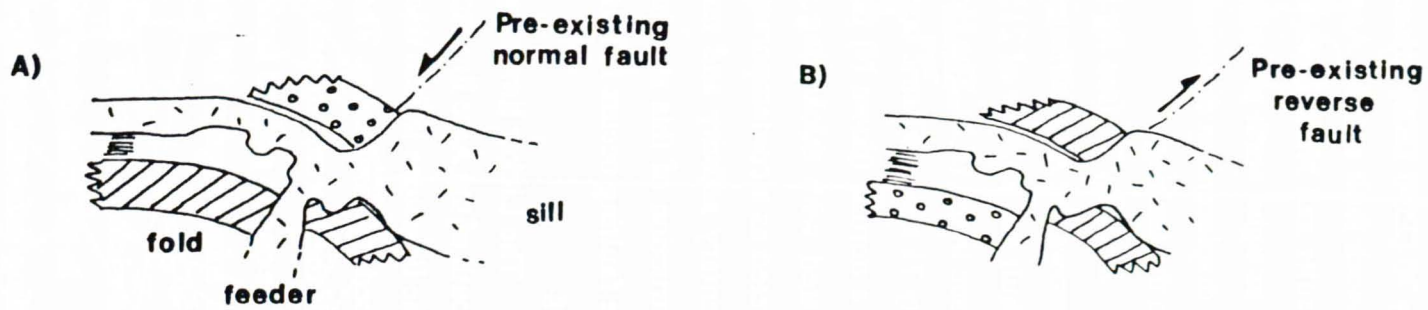 A)
Pre-existing
normal fault
fold
feeder
sill
B)
Pre-existing
reverse
fault